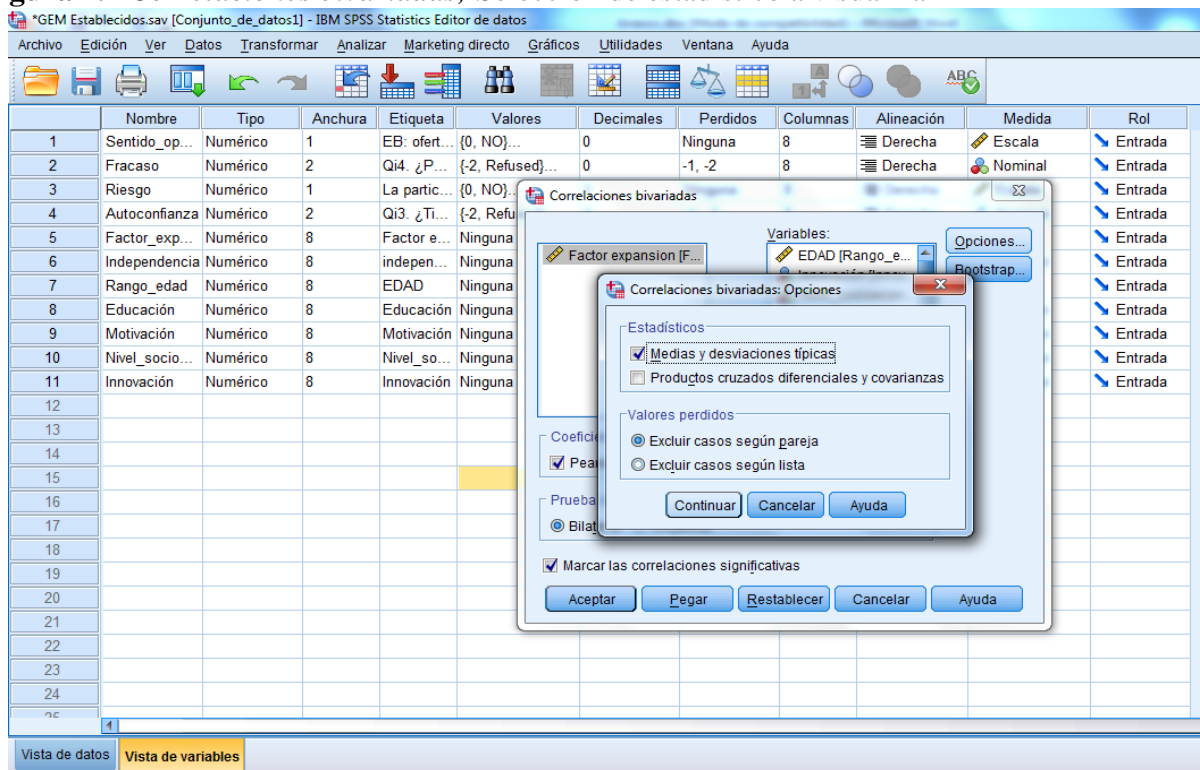 *GEM Establecidos.sav [Conjunto_de_datos1] - IBM SPSS Statistics Editor de datos
Archivo Edición Ver Datos Transformar Analizar Marketing directo Gráficos Utilidades Ventana Ayuda
Nombre Tipo Anchura Etiqueta Valores Decimales Perdidos Columnas Alineación Medida Rol
1 Sentido_op... Numérico 1 EB: ofert... {0, NO}... 0 Ninguna 8 Derecha Escala Entrada
2 Fracaso Numérico 2 Qi4. ¿P... {-2, Refused}... 0 -1, -2 8 Derecha Nominal Entrada
3 Riesgo Numérico 1 La partic... {0, NO}.. Entrada
4 Autoconfianza Numérico 2 Qi3. ¿Ti... {-2, Refu Entrada
5 Factor_exp... Numérico 8 Factor e... Ninguna Entrada
6 Independencia Numérico 8 indepen... Ninguna Entrada
7 Rango_edad Numérico 8 EDAD Ninguna Entrada
8 Educación Numérico 8 Educación Ninguna Entrada
9 Motivación Numérico 8 Motivación Ninguna Entrada
10 Nivel_socio... Numérico 8 Nivel_so... Ninguna Entrada
11 Innovación Numérico 8 Innovación Ninguna Entrada
12
13
14
15
16
17
18
19
20
21
22
23
24
25
Correlaciones bivariadas
Variables:
Factor expansion [F...
EDAD [Rango_e...
Opciones...
Bootstrap...
Correlaciones bivariadas: Opciones
Estadísticos
Medias y desviaciones típicas
Productos cruzados diferenciales y covarianzas
Valores perdidos
Excluir casos según pareja
Excluir casos según lista
Continuar Cancelar Ayuda
Coeficie
Pear
Prueba
Bilat
Marcar las correlaciones significativas
Aceptar Pegar Restablecer Cancelar Ayuda
Vista de datos Vista de variables